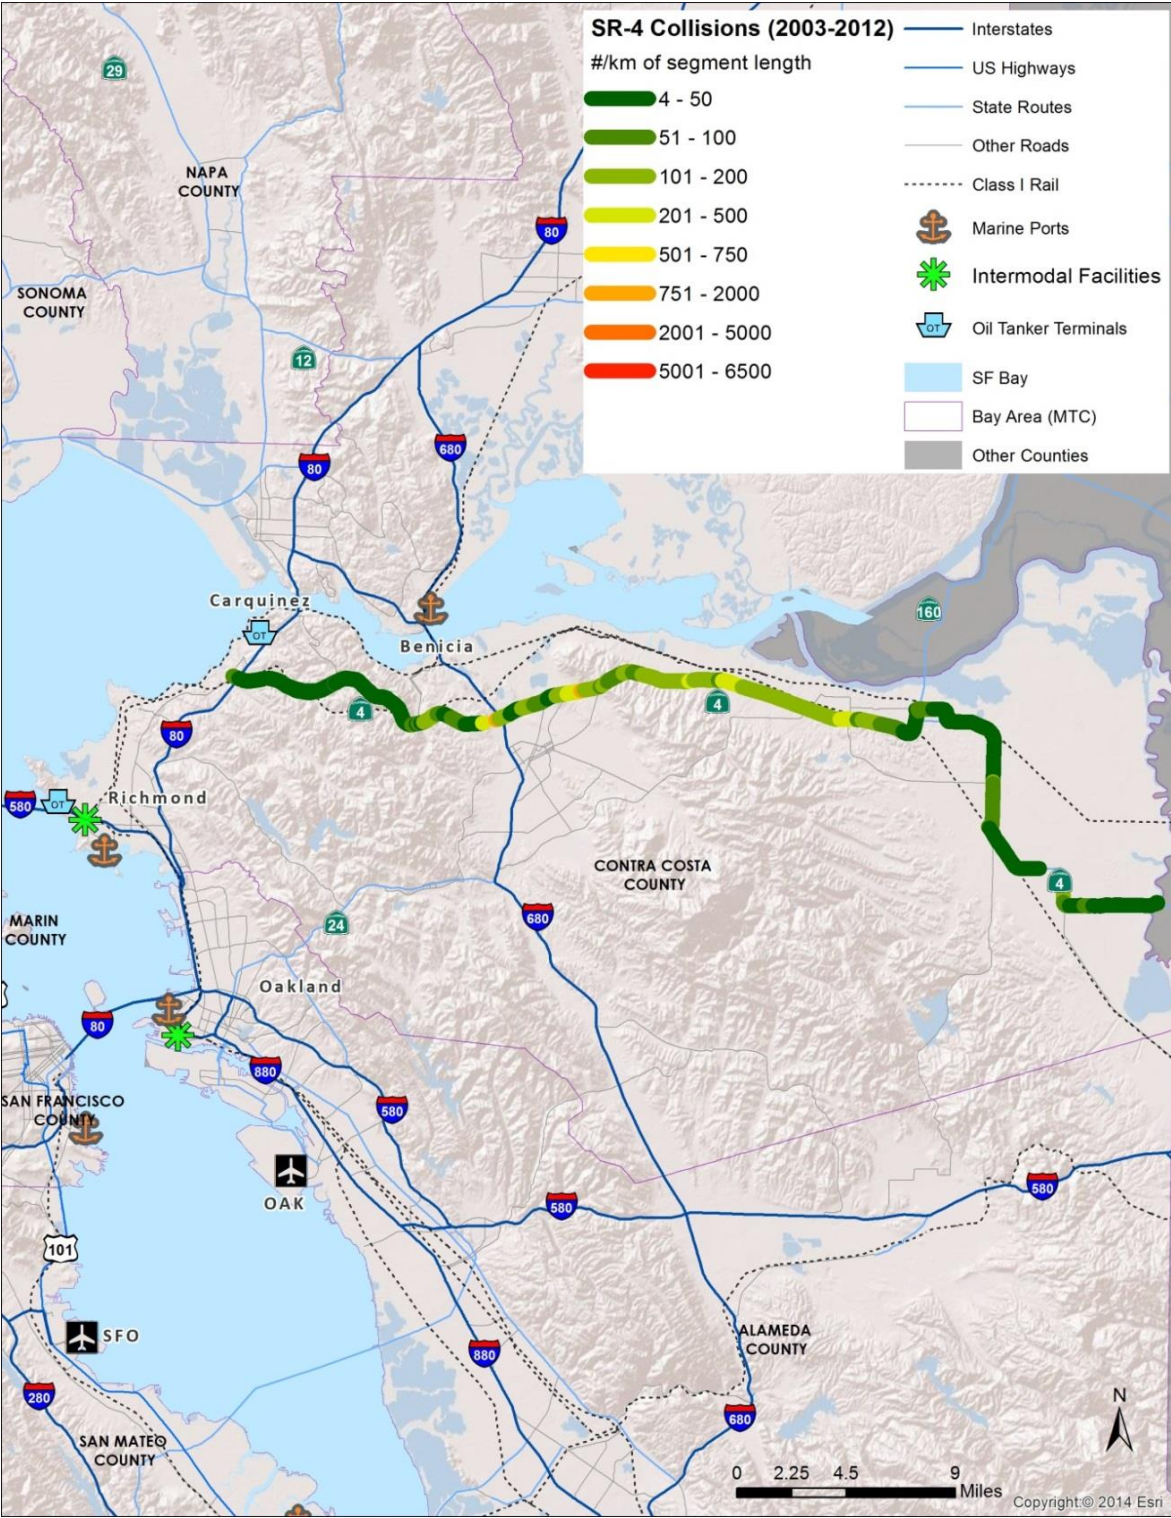 SR-4 Collisions (2003-2012)
#/km of segment length
4 - 50
51 - 100
101 - 200
201 - 500
501 - 750
751 - 2000
2001 - 5000
5001 - 6500
Interstates
US Highways
State Routes
Other Roads
Class I Rail
Marine Ports
Intermodal Facilities
OT
Oil Tanker Terminals
SF Bay
Bay Area (MTC)
Other Counties
29
NAPA
COUNTY
80
SONOMA
COUNTY
12
680
80
Carquinez
160
OT
Benicia
4
4
80
Richmond
580
OT
CONTRA COSTA
COUNTY
4
MARIN
COUNTY
24
680
Oakland
80
880
SAN FRANCISCO
COUNTY
580
OAK
580
580
101
SFO
ALAMEDA
COUNTY
880
280
680
SAN MATEO
COUNTY
N
0 2.25 4.5 9
Miles
Copyright:© 2014 Esri